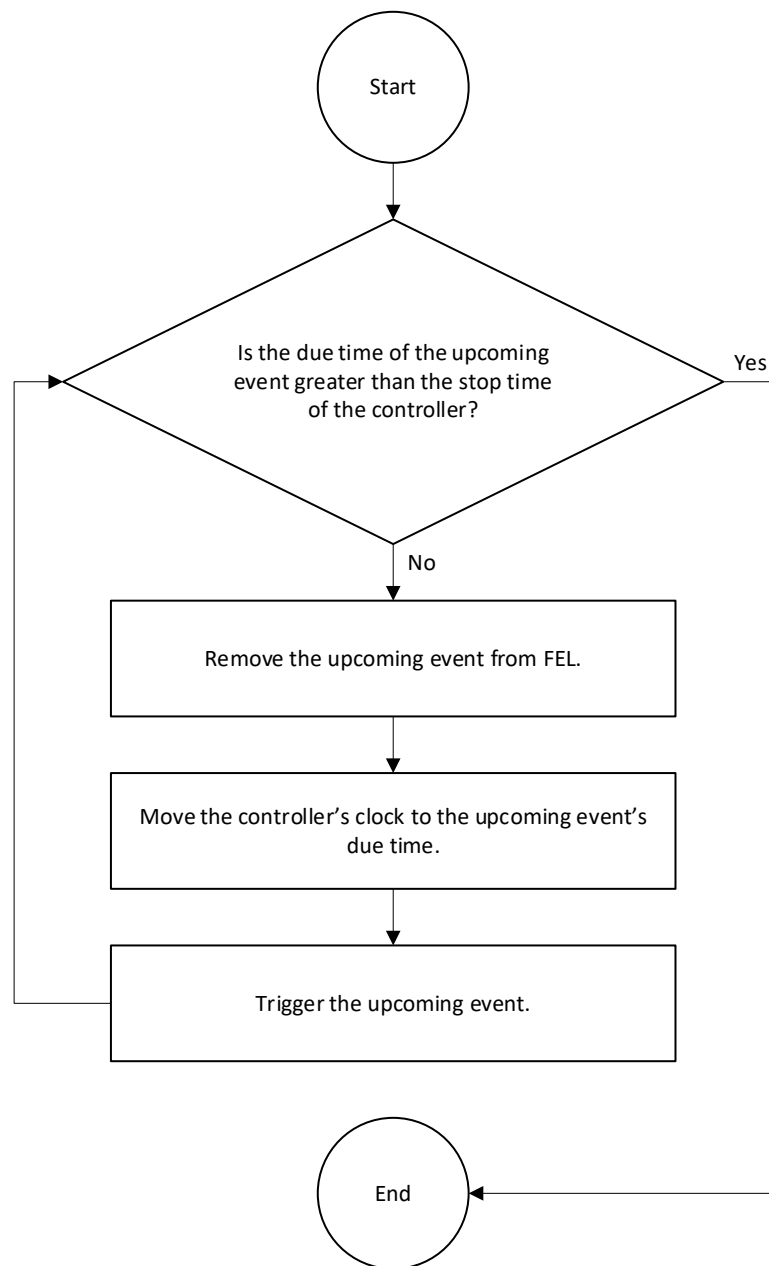 Start
Is the due time of the upcoming
event greater than the stop time
of the controller?
Yes
No
Remove the upcoming event from FEL.
Move the controller’s clock to the upcoming event’s
due time.
Trigger the upcoming event.
End